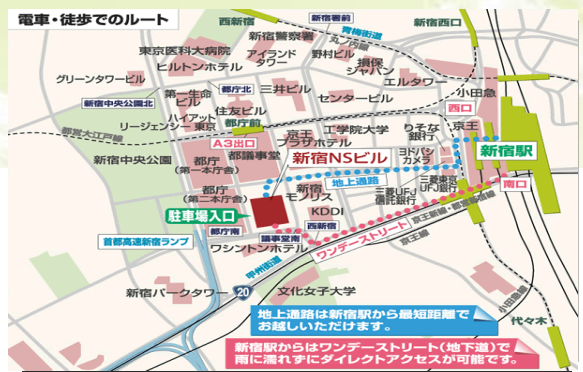 電車・徒歩でのルート
西新宿
新宿署前
青梅街道
丸ノ内線
新宿西口
新宿警察署
東京医科大病院
アイランド
タワー
野村ビル
ヒルトンホテル
損保
ジャパン
グリーンタワービル
都庁北
三井ビル
エルタワー
小田急
第一生命
ビル
センタービル
新宿中央公園北
住友ビル
西口
ハイアット
リージェンシー 東京
都庁前
都営大江戸線
A3出口
京王
プラザホテル
工学院大学
りそな
銀行
京王
新宿駅
新宿中央公園
都庁
(第一本庁舎)
都議事堂
新宿NSビル
ヨドバシ
カメラ
地上通路
三菱東京
UFJ銀行
南口
都庁
(第二本庁舎)
新宿
モノリス
三菱UFJ
信託銀行
駐車場入口
KDDI
西新宿
京王新線・都営新宿線
都庁南
議事堂南
ワンデーストリート
京王線
首都高速新宿ランプ
ワシントンホテル
甲州街道
新宿パークタワー
20
文化女子大学
小田急線
代々木
地上通路は新宿駅から最短距離で
お越しいただけます。
新宿駅からはワンデーストリート(地下道)で
雨に濡れずにダイレクトアクセスが可能です。